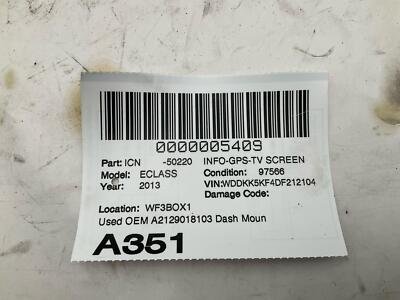 0000005409
Part: ICN -50220 INFO-GPS-TV SCREEN
Model: ECLASS Condition: 97566
Year: 2013 VIN:WDDKK5KF4DF212104
Damage Code:
Location: WF3BOX1
Used OEM A2129018103 Dash Moun
A351